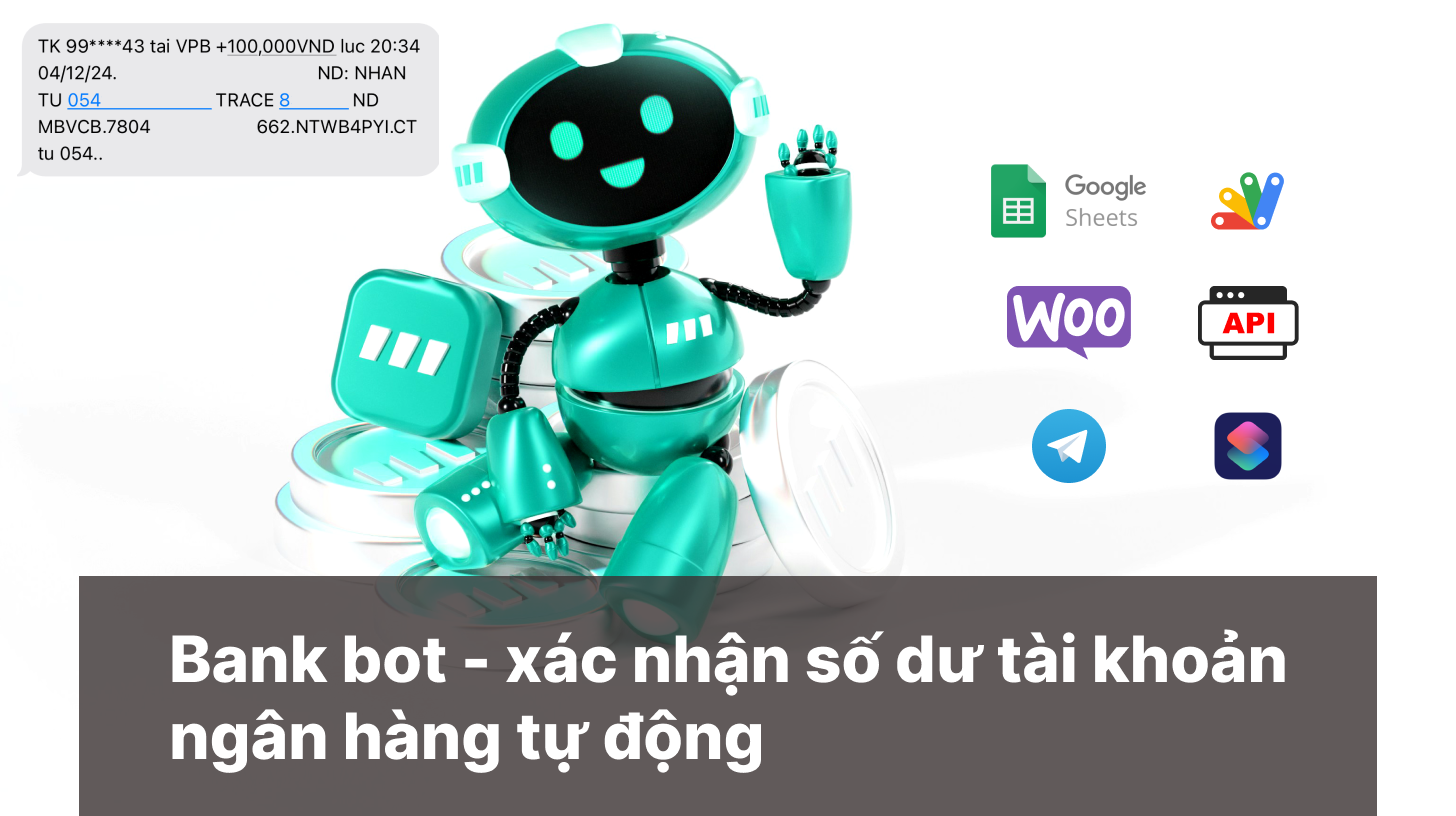 TK 99****43 tai VPB +100,000VND luc 20:34
04/12/24. ND: NHAN
TU 054 TRACE 8 ND
MBVCB.7804 662.NTWB4PYI.CT
tu 054..
Google
Sheets
Woo
API
Bank bot - xác nhận số dư tài khoản
ngân hàng tự động